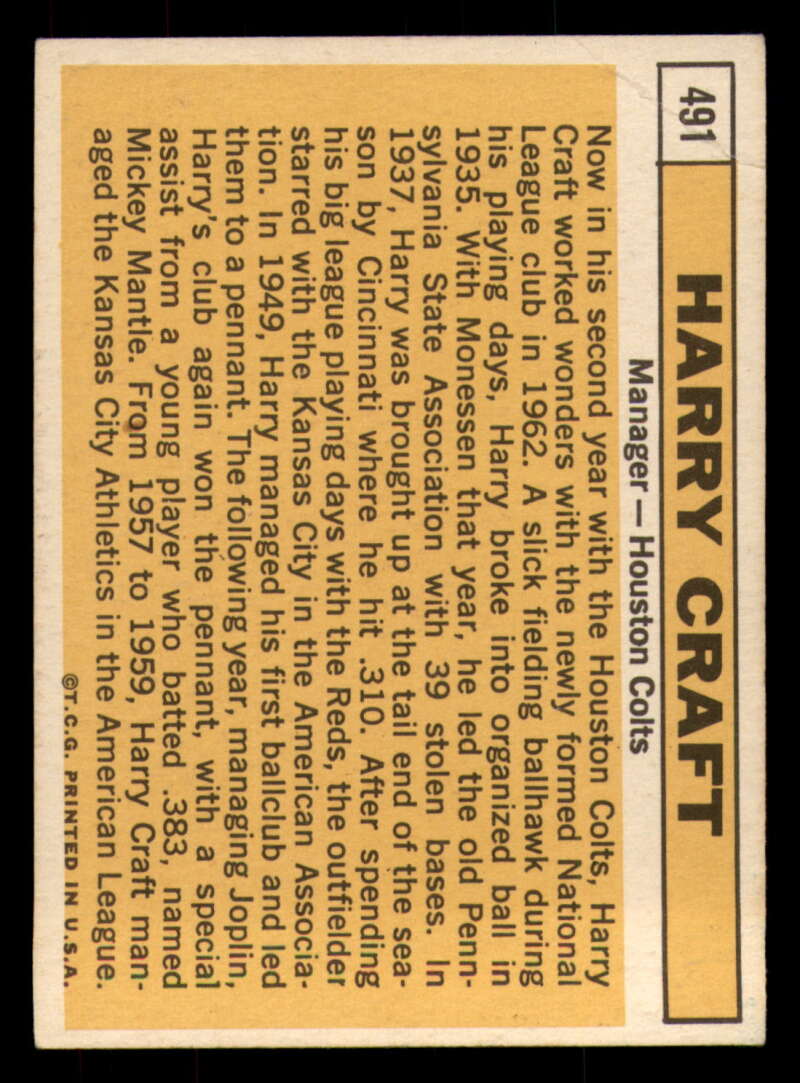 491
HARRY CRAFT
Manager — Houston Colts
Now in his second year with the Houston Colts, Harry
Craft worked wonders with the newly formed National
League club in 1962. A slick fielding ballhawk during
his playing days, Harry broke into organized ball in
1935. With Monessen that year, he led the old Penn-
sylvania State Association with 39 stolen bases. In
1937, Harry was brought up at the tail end of the sea-
son by Cincinnati where he hit .310. After spending
his big league playing days with the Reds, the outfielder
starred with the Kansas City in the American Associa-
tion. In 1949, Harry managed his first ballclub and led
them to a pennant. The following year, managing Joplin,
Harry's club again won the pennant, with a special
assist from a young player who batted .383, named
Mickey Mantle. From 1957 to 1959, Harry Craft man-
aged the Kansas City Athletics in the American League.
©T.C.G. PRINTED IN U.S.A.